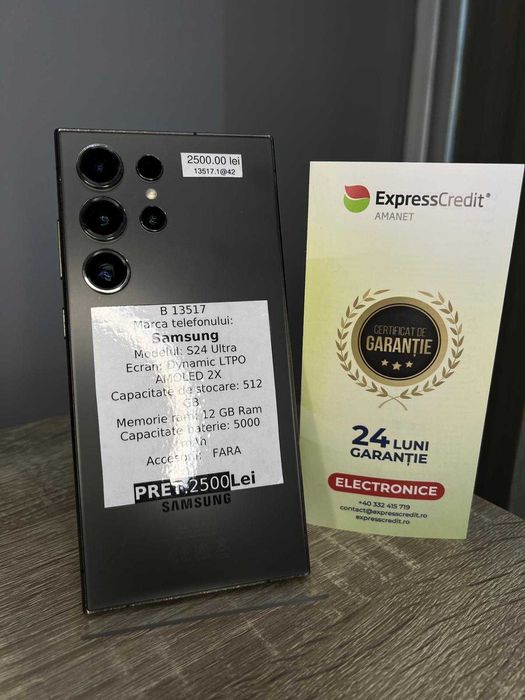 2500.00 lei
13517.1@42
B 13517
Marca telefonului:
Samsung
Modelul: S24 Ultra
Ecran: Dynamic LTPO
AMOLED 2X
Capacitate de stocare: 512
GB
Memorie ram: 12 GB Ram
Capacitate baterie: 5000
mAh
Accesorii: FARA
PRET:2500Lei
SAMSUNG
ExpressCredit®
AMANET
CERTIFICAT DE
GARANȚIE
24 LUNI
GARANȚIE
ELECTRONICE
+40 332 415 719
contact@expresscredit.ro
expresscredit.ro